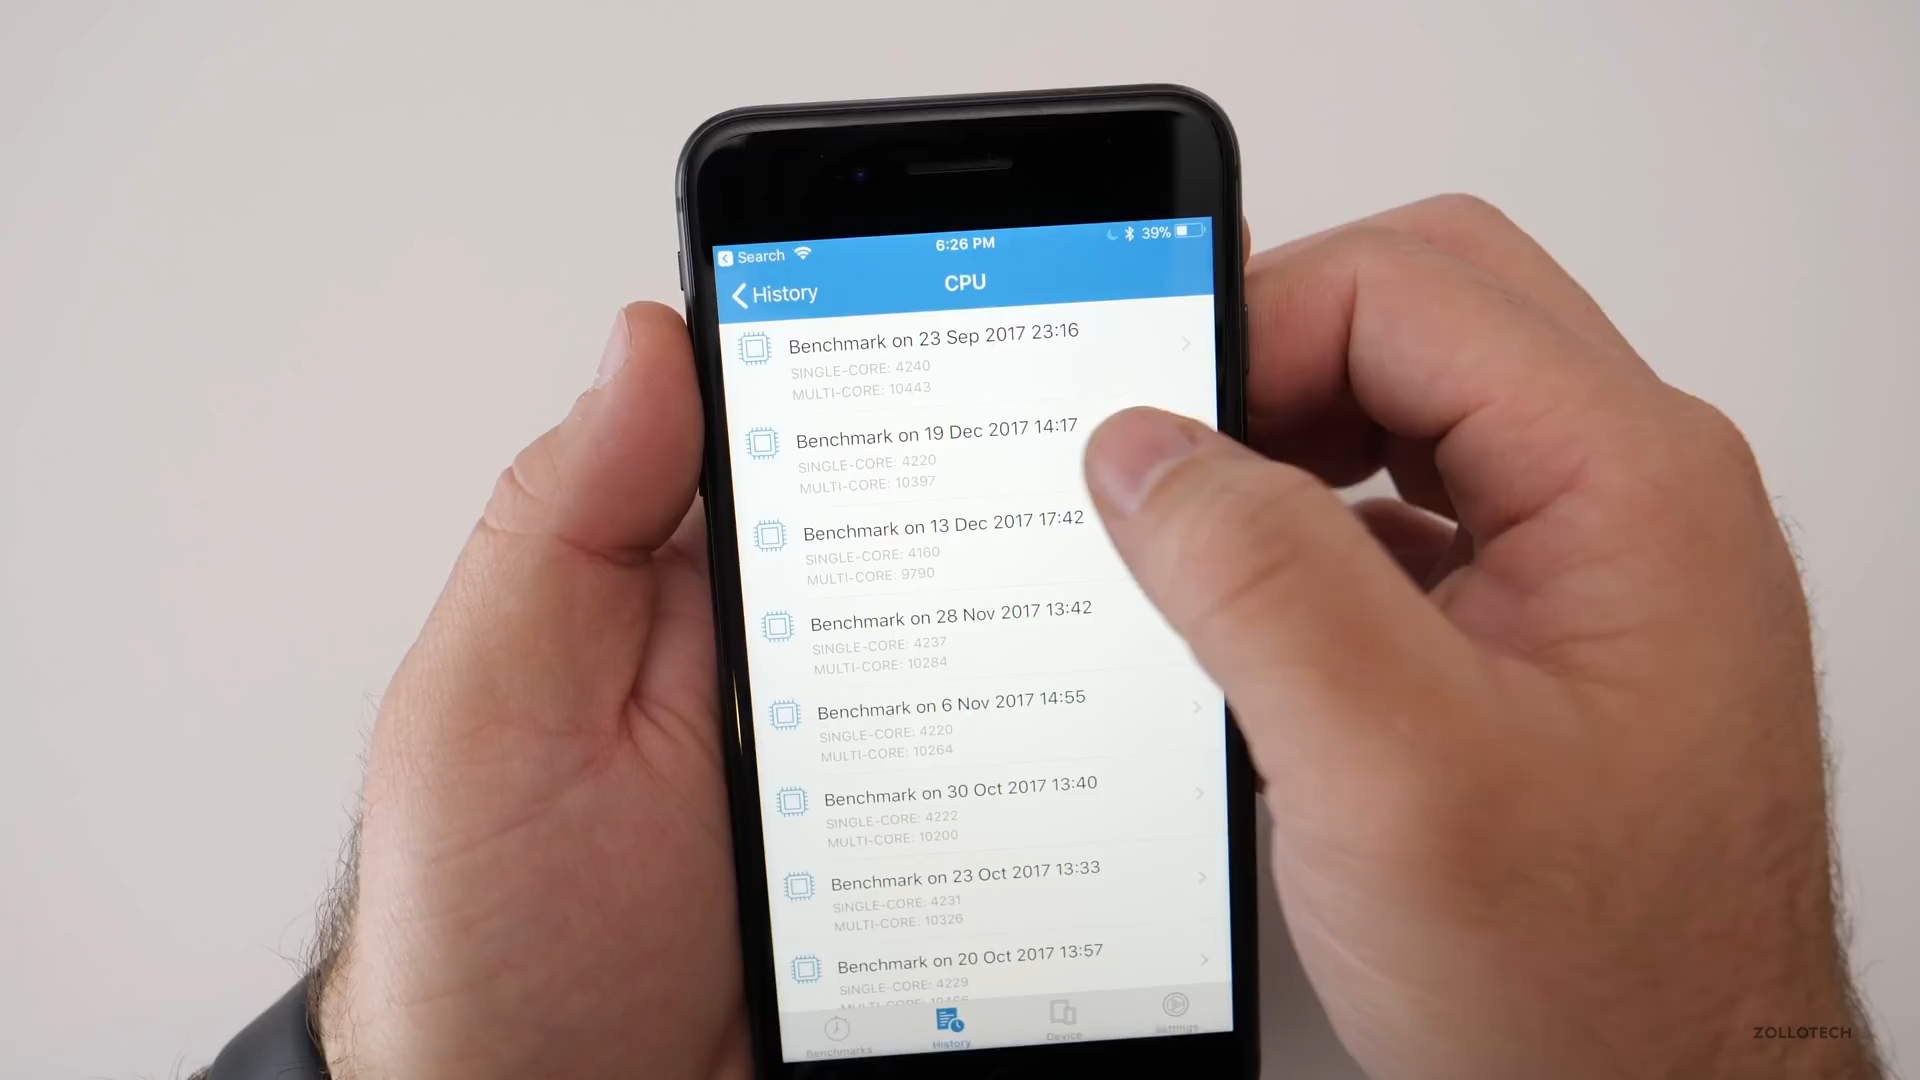 Search
6:26 PM
39%
History
CPU
Benchmark on 23 Sep 2017 23:16
SINGLE-CORE: 4240
MULTI-CORE: 10443
Benchmark on 19 Dec 2017 14:17
SINGLE-CORE: 4220
MULTI-CORE: 10397
Benchmark on 13 Dec 2017 17:42
SINGLE-CORE: 4160
MULTI-CORE: 9790
Benchmark on 28 Nov 2017 13:42
SINGLE-CORE: 4237
MULTI-CORE: 10284
Benchmark on 6 Nov 2017 14:55
SINGLE-CORE: 4220
MULTI-CORE: 10264
Benchmark on 30 Oct 2017 13:40
SINGLE-CORE: 4222
MULTI-CORE: 10200
Benchmark on 23 Oct 2017 13:33
SINGLE-CORE: 4231
MULTI-CORE: 10326
Benchmark on 20 Oct 2017 13:57
SINGLE-CORE: 4229
MULTI-CORE:
Benchmarks
History
Device
Settings
ZOLLOTECH